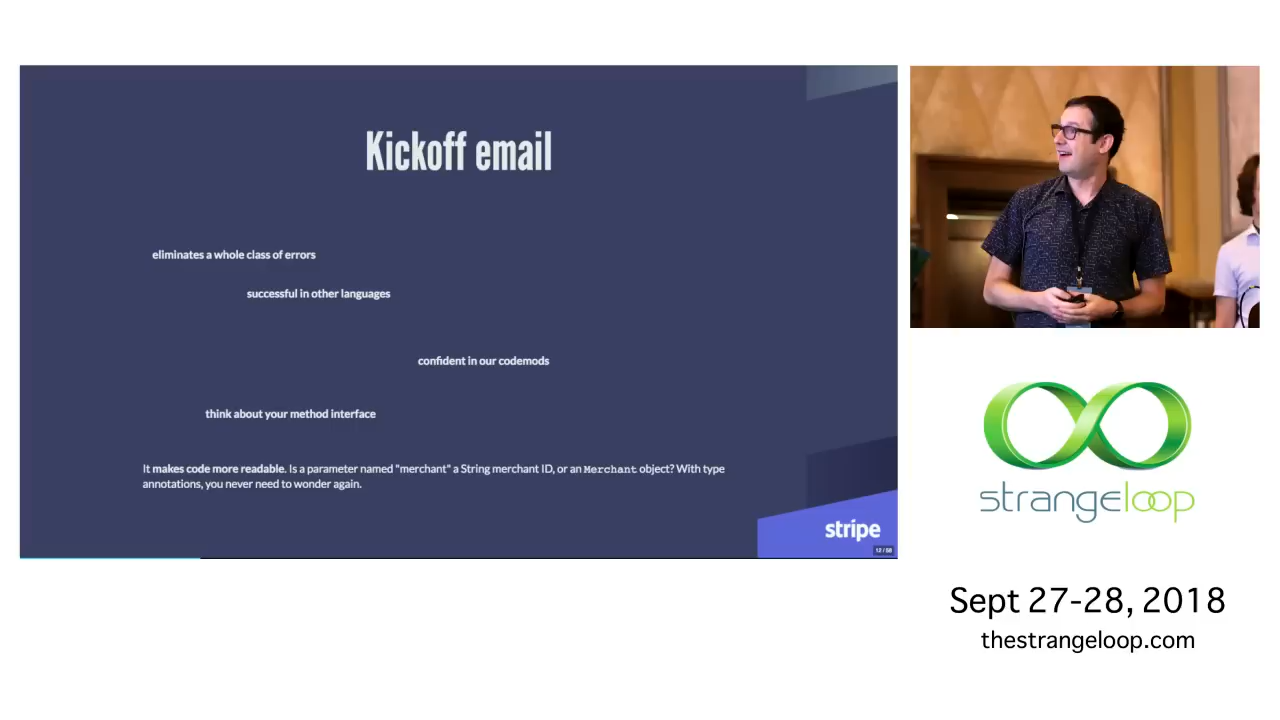 Kickoff email
eliminates a whole class of errors
successful in other languages
confident in our codemods
think about your method interface
It makes code more readable. Is a parameter named "merchant" a String merchant ID, or an Merchant object? With type
annotations, you never need to wonder again.
stripe
12 / 58
strangeloop
Sept 27-28, 2018
thestrangeloop.com